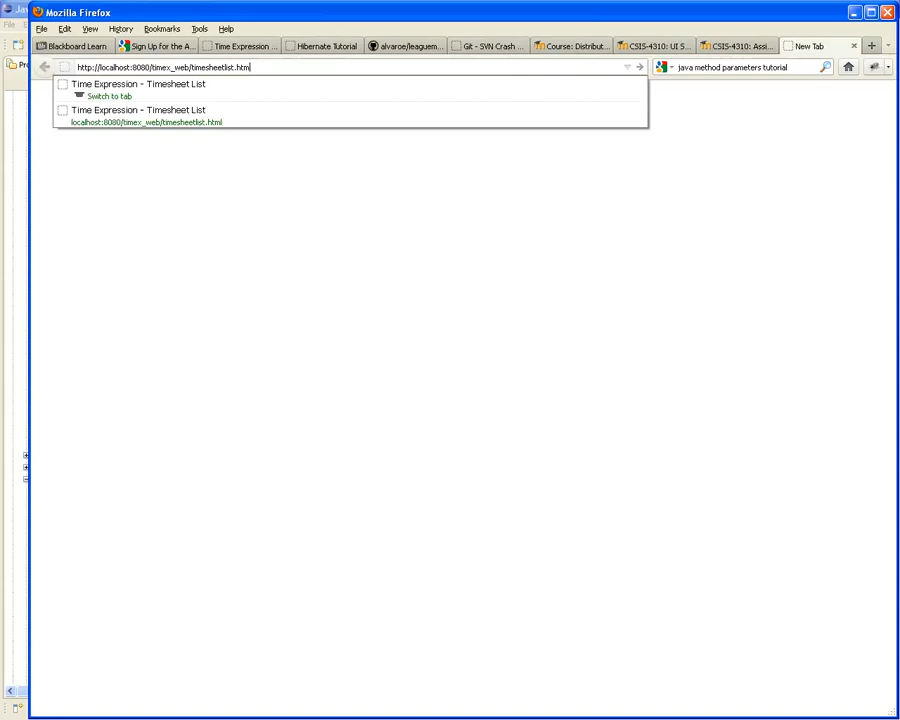 Jav
Mozilla Firefox
File
File Edit View History Bookmarks Tools Help
Blackboard Learn Sign Up for the A... Time Expression ... Hibernate Tutorial alvaroe/leaguem... Git - SVN Crash ... Course: Distribut... CSIS-4310: UI S... CSIS-4310: Assi... New Tab
Pro
http://localhost:8080/timex_web/timesheetlist.htm java method parameters tutorial
Time Expression - Timesheet List
Switch to tab
Time Expression - Timesheet List
localhost:8080/timex_web/timesheetlist.html